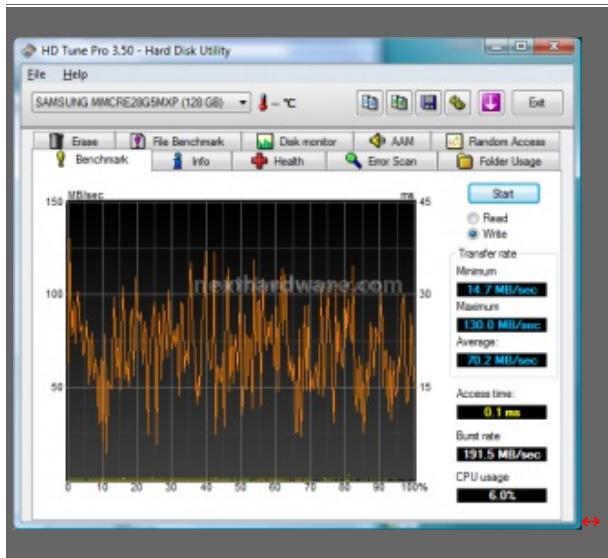 HD Tune Pro 3.50 - Hard Disk Utility
File Help
SAMSUNG MMCRE28G5MXP (128 GB) – °C Exit
Erase File Benchmark Disk monitor AAM Random Access
Benchmark Info Health Error Scan Folder Usage
MB/sec ms
150 45
100 30
50 15
0 10 20 30 40 50 60 70 80 90 100%
nexthardware.com
Start
Read
Write
Transfer rate
Minimum
14.7 MB/sec
Maximum
130.0 MB/sec
Average:
70.2 MB/sec
Access time:
0.1 ms
Burst rate
191.5 MB/sec
CPU usage
6.0%